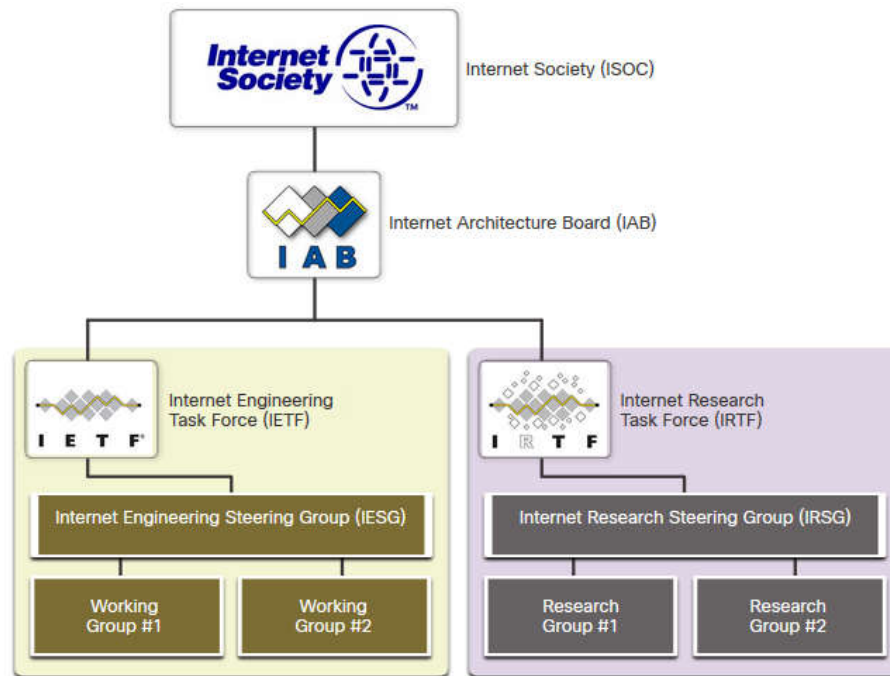 Internet
Society
TM
Internet Society (ISOC)
I A B
Internet Architecture Board (IAB)
I E T F®
Internet Engineering
Task Force (IETF)
I R T F
Internet Research
Task Force (IRTF)
Internet Engineering Steering Group (IESG)
Internet Research Steering Group (IRSG)
Working
Group #1
Working
Group #2
Research
Group #1
Research
Group #2